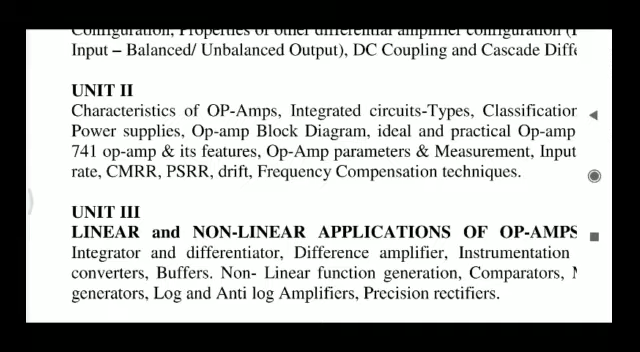 Input – Balanced/ Unbalanced Output), DC Coupling and Cascade
UNIT II
Characteristics of OP-Amps, Integrated circuits-Types, Classification
Power supplies, Op-amp Block Diagram, ideal and practical Op-amp
741 op-amp & its features, Op-Amp parameters & Measurement, Input
rate, CMRR, PSRR, drift, Frequency Compensation techniques.
UNIT III
LINEAR and NON-LINEAR APPLICATIONS OF OP-AMPS
Integrator and differentiator, Difference amplifier, Instrumentation
converters, Buffers. Non- Linear function generation, Comparators,
generators, Log and Anti log Amplifiers, Precision rectifiers.